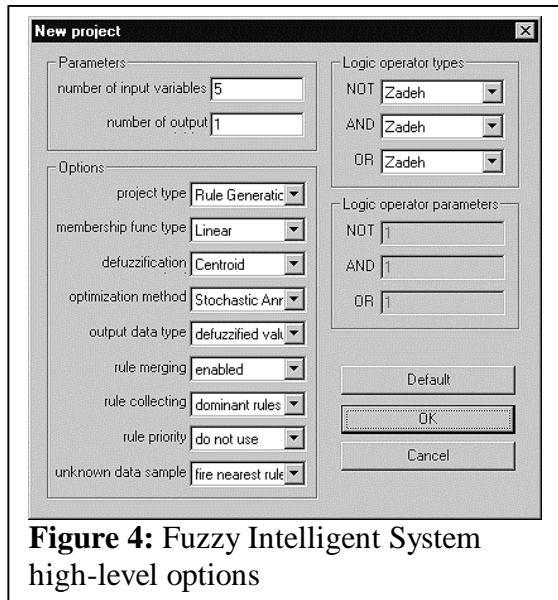 New project
Parameters
number of input variables 5
number of output 1
Options
project type Rule Generatic
membership func type Linear
defuzzification Centroid
optimization method Stochastic Anr
output data type defuzzified valu
rule merging enabled
rule collecting dominant rules
rule priority do not use
unknown data sample fire nearest rule
Logic operator types
NOT Zadeh
AND Zadeh
OR Zadeh
Logic operator parameters
NOT 1
AND 1
OR 1
Default
OK
Cancel
Figure 4: Fuzzy Intelligent System
high-level options